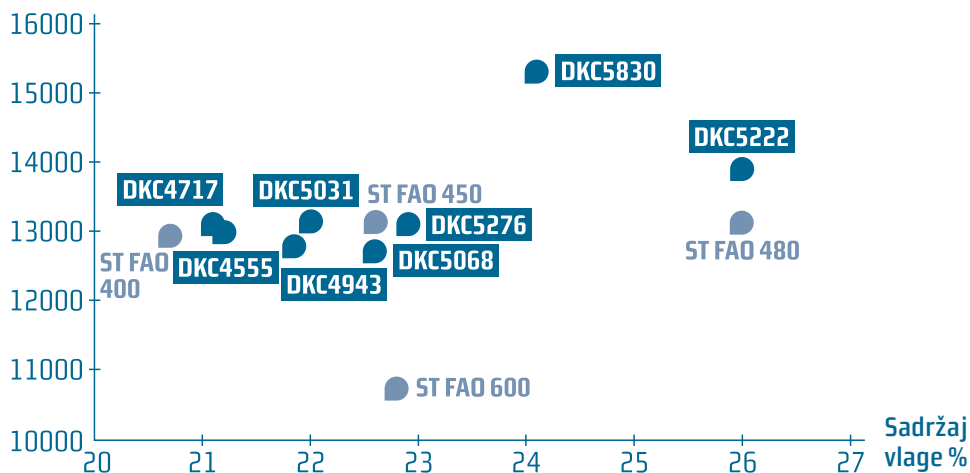 16000
15000
14000
13000
12000
11000
10000
DKC5830
DKC5222
DKC4717
DKC5031
ST FAO 450
DKC5276
ST FAO 480
ST FAO
400
DKC4555
DKC4943
DKC5068
ST FAO 600
20
21
22
23
24
25
26
27
Sadržaj
vlage %